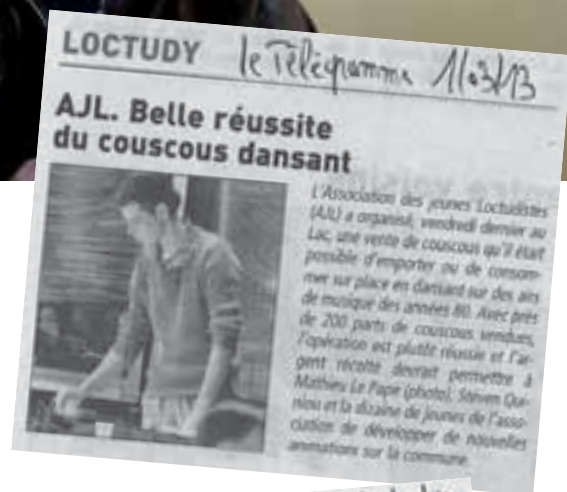 LOCTUDY le Télégramme 1/03/13
AJL. Belle réussite
du couscous dansant
L'Association des jeunes Loctudistes
(AJL) a organisé, vendredi dernier au
Lac, une vente de couscous qu'il était
possible d'emporter ou de consom-
mer sur place en dansant sur des airs
de musique des années 80. Avec près
de 200 parts de couscous vendues,
l'opération est plutôt réussie et l'ar-
gent récolté devrait permettre à
Mathieu Le Pape (photo), Steven Qui-
niou et la dizaine de jeunes de l'asso-
ciation de développer de nouvelles
animations sur la commune.